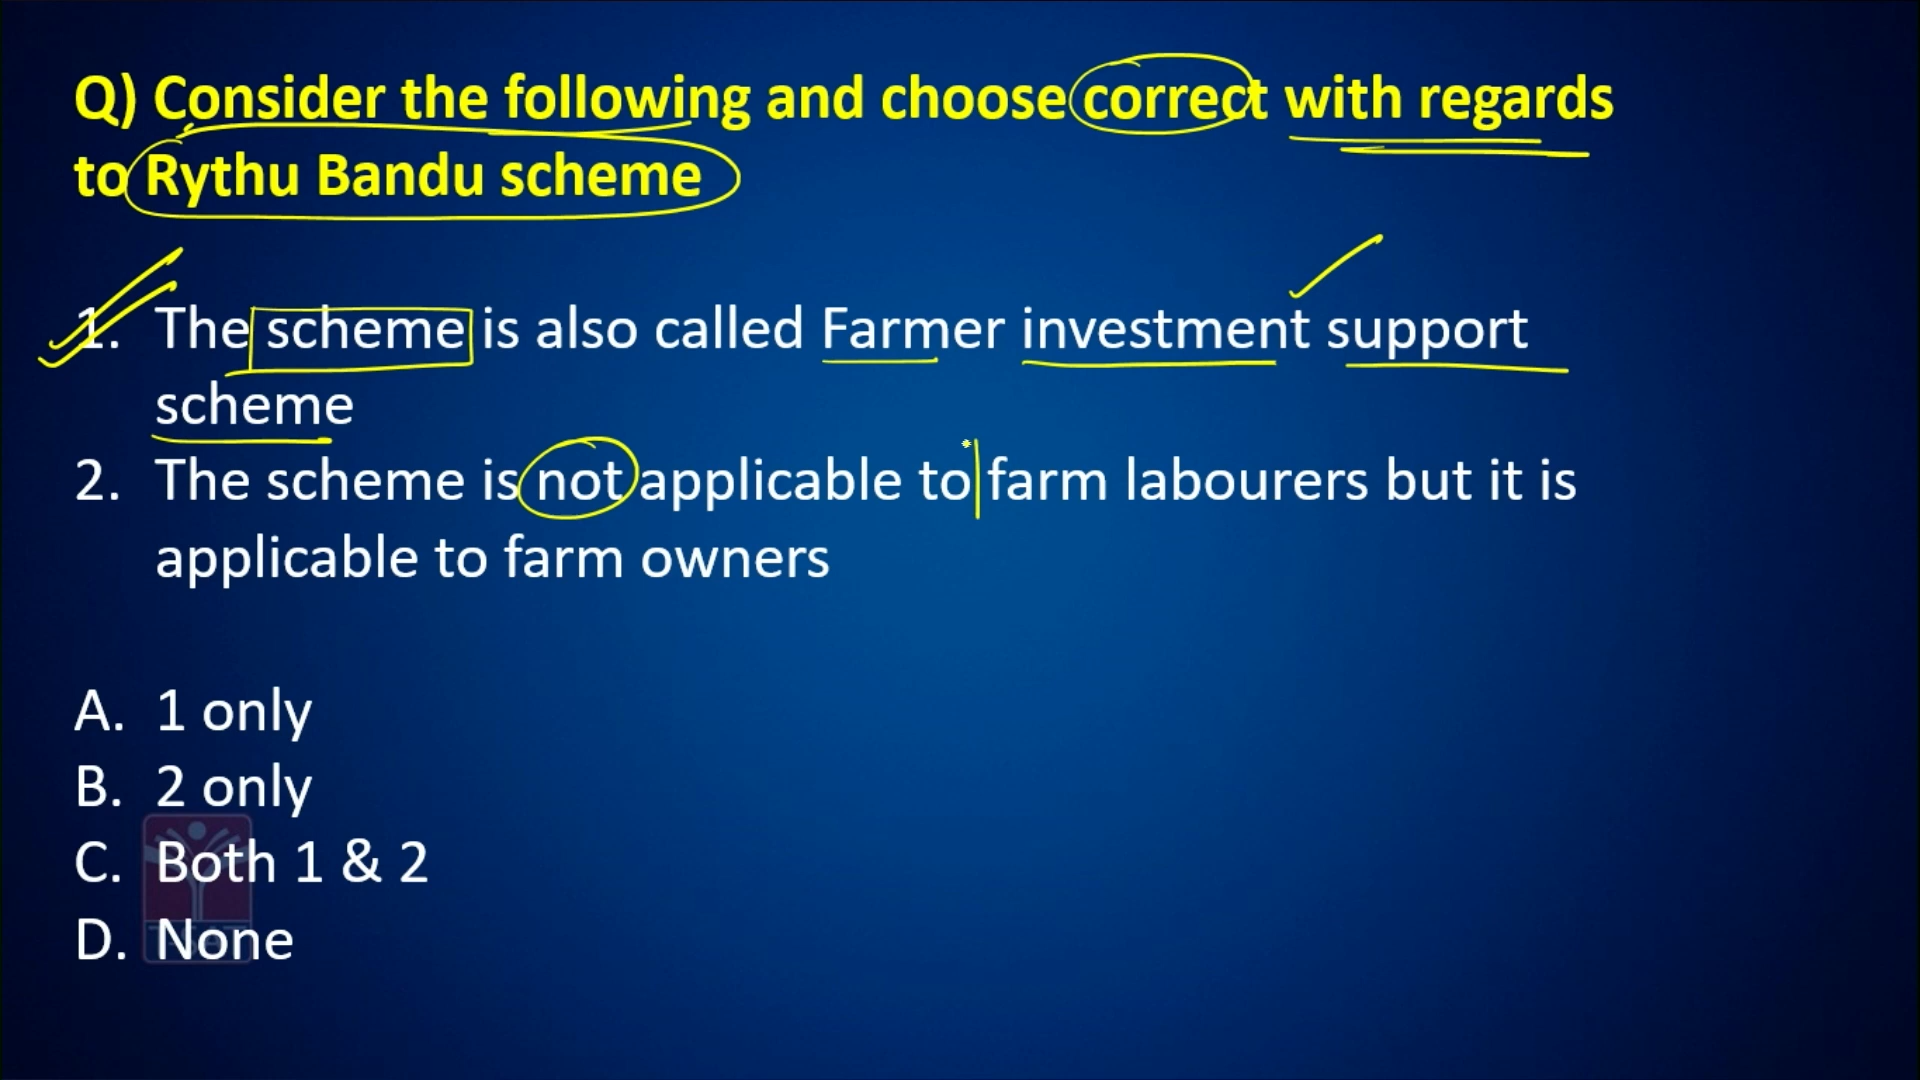 Q) Consider the following and choose correct with regards
to Rythu Bandu scheme
1. The scheme is also called Farmer investment support
scheme
2. The scheme is not applicable to farm labourers but it is
applicable to farm owners
A. 1 only
B. 2 only
C. Both 1 & 2
D. None
T-SAT